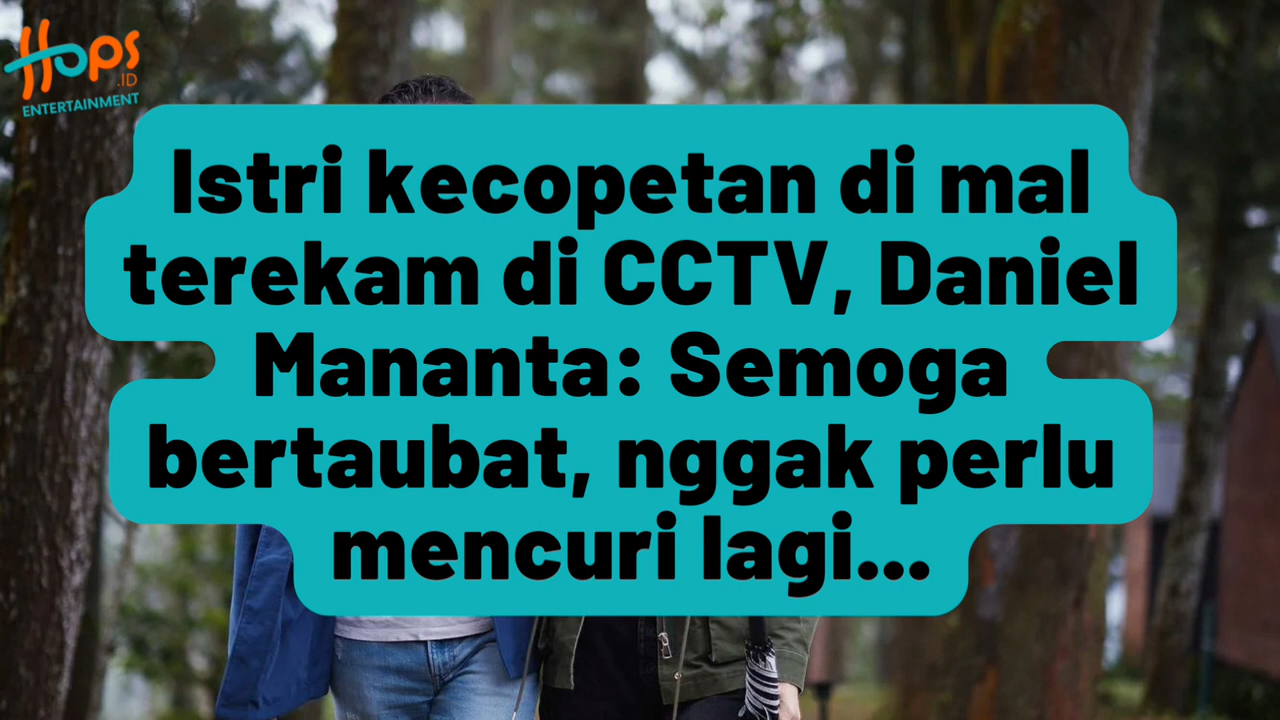 Hops
.ID
ENTERTAINMENT
Istri kecopetan di mal
terekam di CCTV, Daniel
Mananta: Semoga
bertaubat, nggak perlu
mencuri lagi...